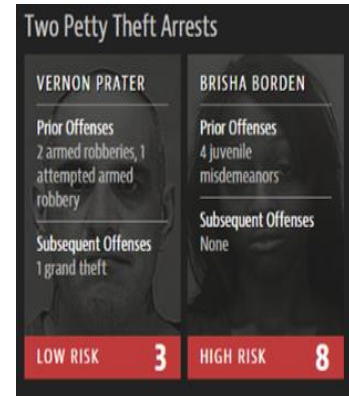 Two Petty Theft Arrests
VERNON PRATER
Prior Offenses
2 armed robberies, 1
attempted armed
robbery
Subsequent Offenses
1 grand theft
LOW RISK 3
BRISHA BORDEN
Prior Offenses
4 juvenile
misdemeanors
Subsequent Offenses
None
HIGH RISK 8